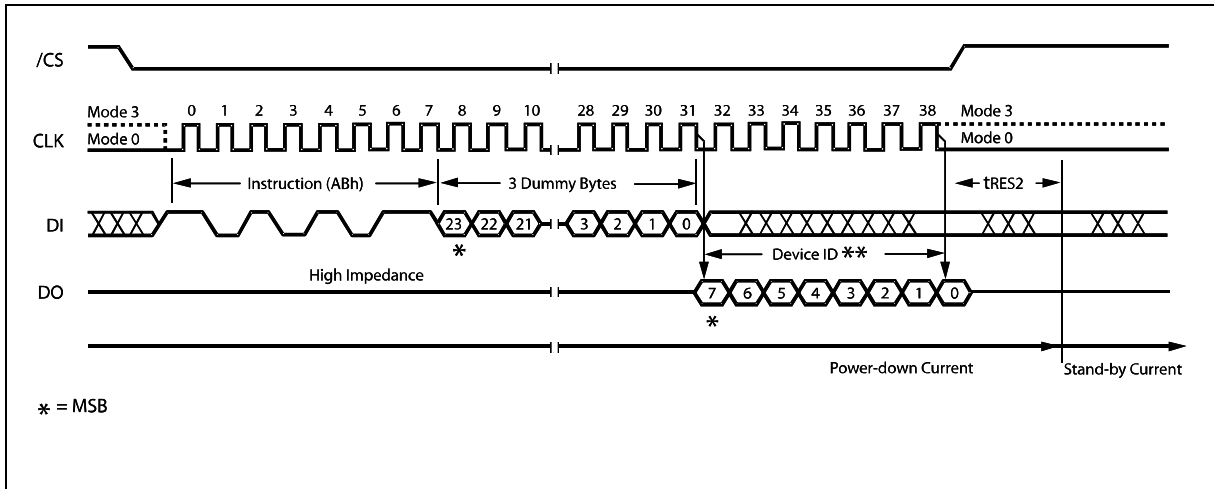 /CS
Mode 3 0 1 2 3 4 5 6 7 8 9 10 28 29 30 31 32 33 34 35 36 37 38 Mode 3
CLK Mode 0 Mode 0
Instruction (ABh) 3 Dummy Bytes tRES2
DI 23 22 21 3 2 1 0
* Device ID **
High Impedance
DO 7 6 5 4 3 2 1 0
*
Power-down Current Stand-by Current
* = MSB